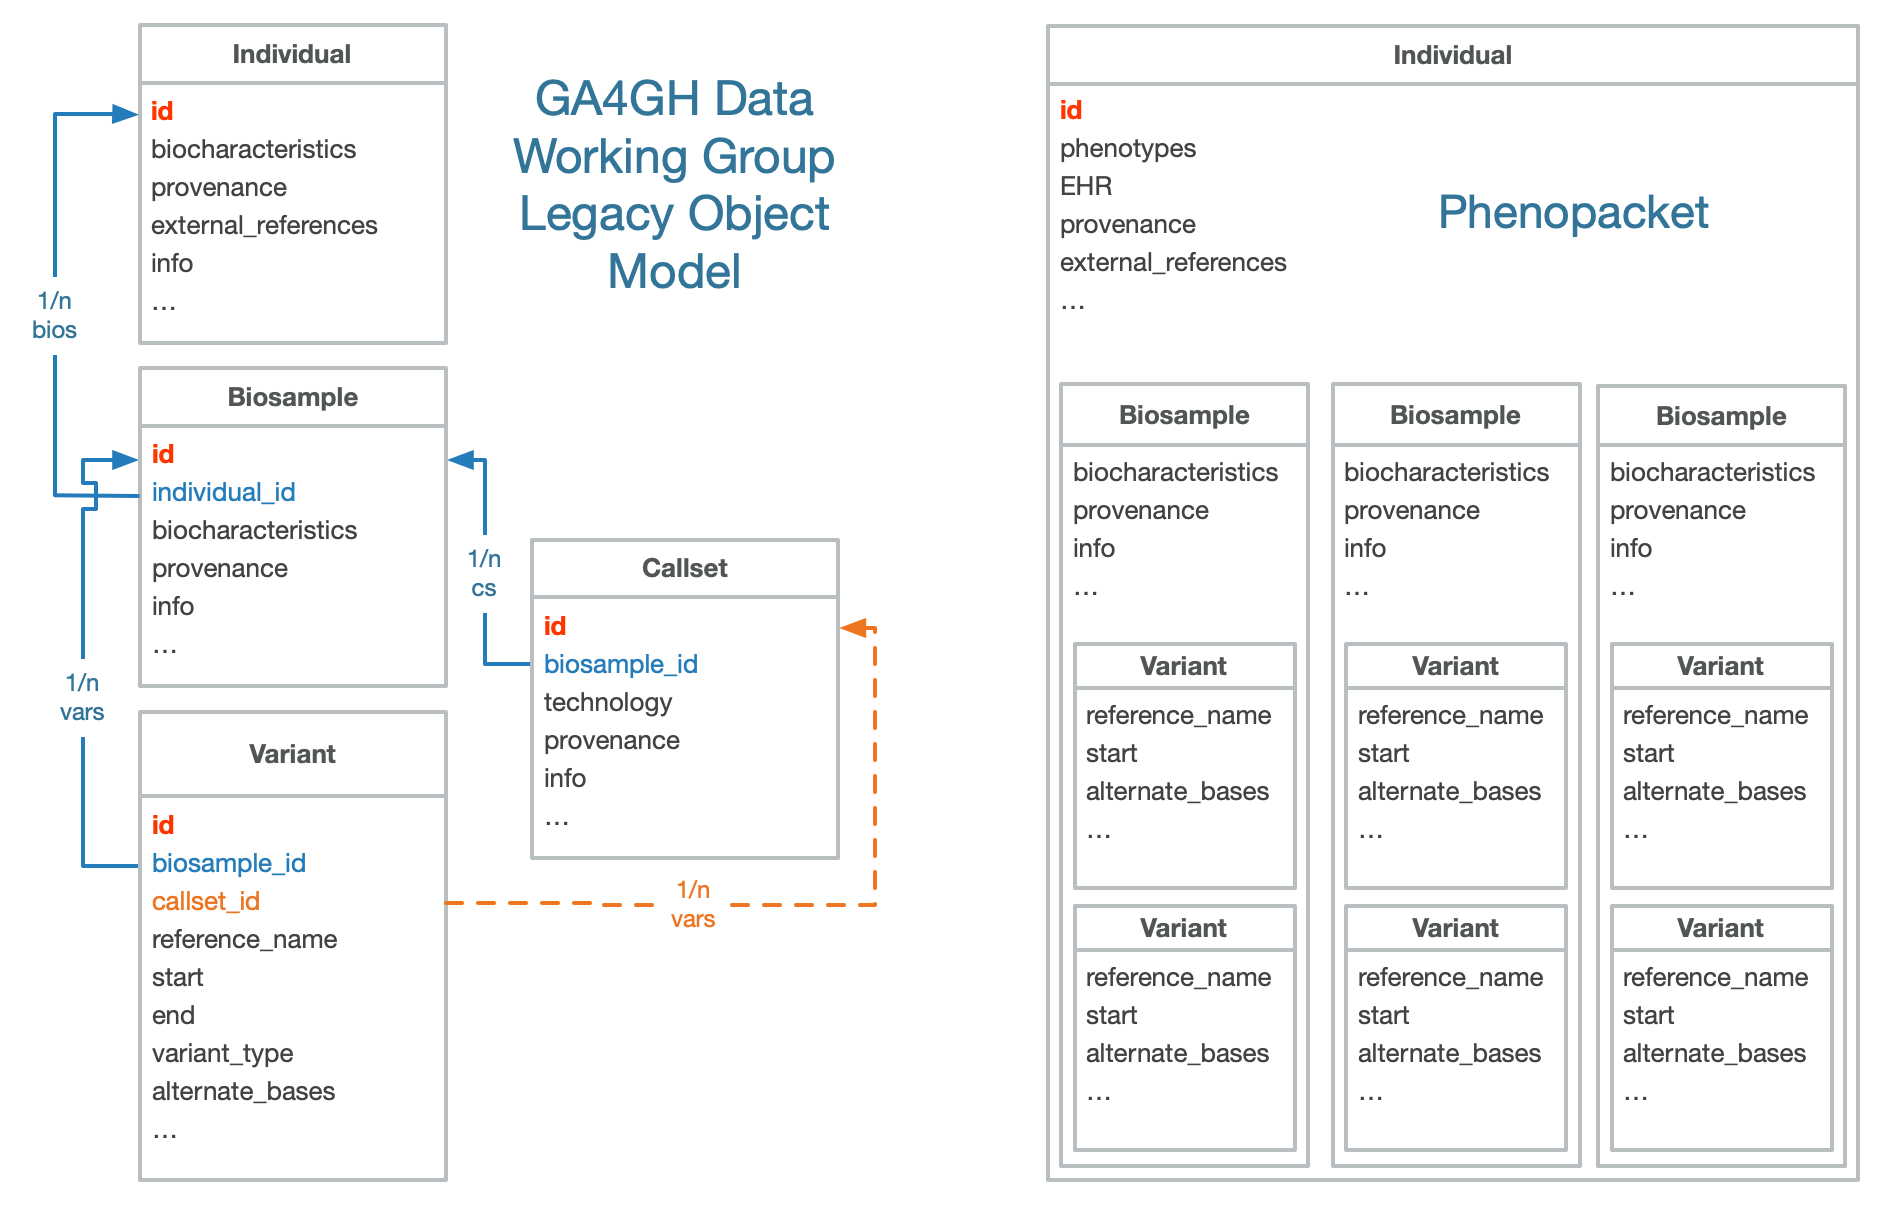 Individual
id
biocharacteristics
provenance
external_references
info
...
1/n
bios
GA4GH Data
Working Group
Legacy Object
Model
Biosample
id
individual_id
biocharacteristics
provenance
info
...
1/n
vars
1/n
cs
Callset
id
biosample_id
technology
provenance
info
...
Variant
id
biosample_id
callset_id
reference_name
start
end
variant_type
alternate_bases
...
1/n
vars
Individual
id
phenotypes
EHR
provenance
external_references
...
Phenopacket
Biosample
biocharacteristics
provenance
info
...
Variant
reference_name
start
alternate_bases
...
Variant
reference_name
start
alternate_bases
...
Biosample
biocharacteristics
provenance
info
...
Variant
reference_name
start
alternate_bases
...
Variant
reference_name
start
alternate_bases
...
Biosample
biocharacteristics
provenance
info
...
Variant
reference_name
start
alternate_bases
...
Variant
reference_name
start
alternate_bases
...